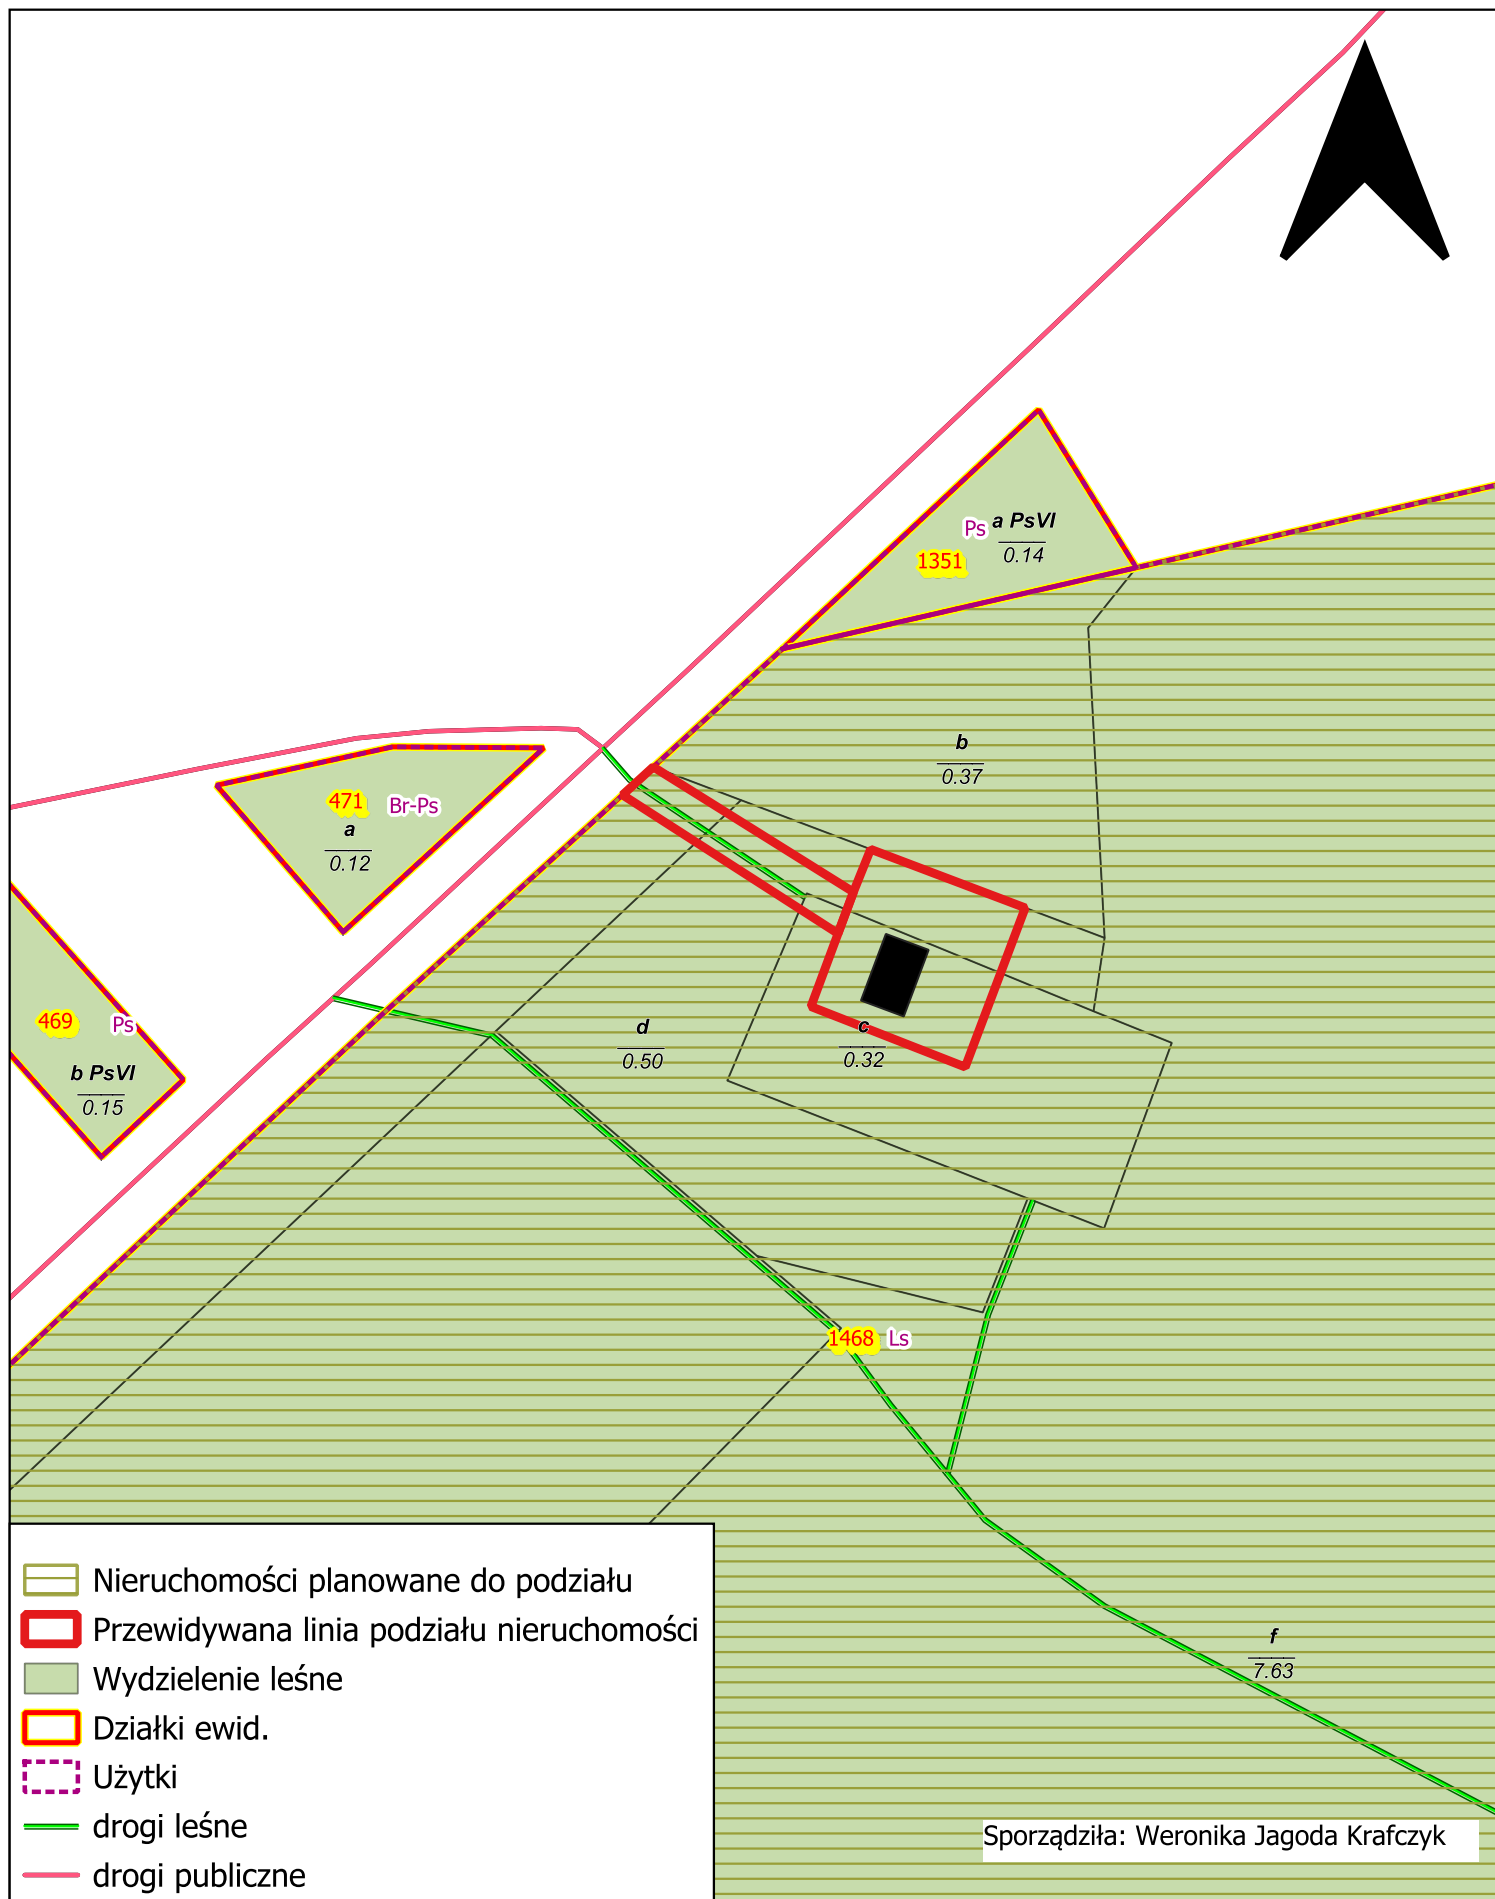 Ps a PsVI
1351 0.14
b
0.37
471 Br-Ps
a
0.12
469 Ps
b PsVI
0.15
d
0.50
c
0.32
1468 Ls
f
7.63
Nieruchomości planowane do podziału
Przewidywana linia podziału nieruchomości
Wydzielenie leśne
Działki ewid.
Użytki
drogi leśne
drogi publiczne
Sporządziła: Weronika Jagoda Krafczyk